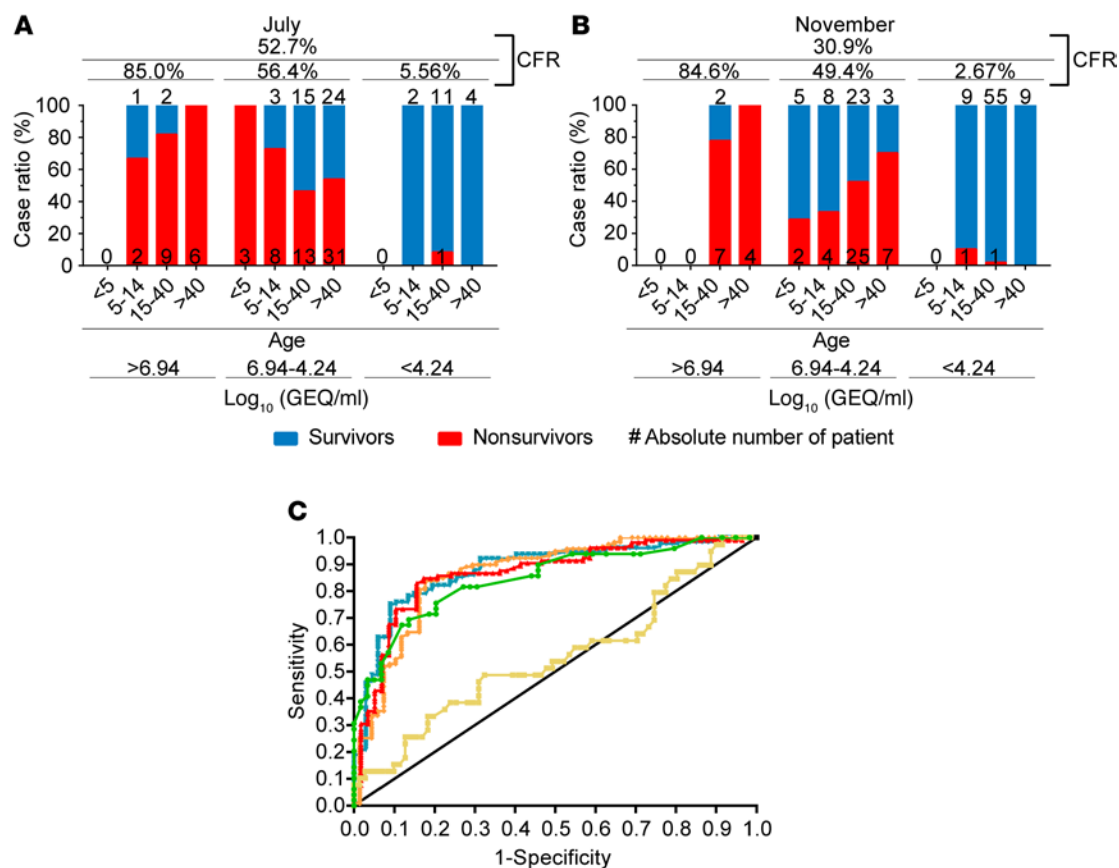 A
July
52.7%
85.0% 56.4% 5.56%
CFR
1 2 3 15 24 2 11 4
100
80
60
40
20
0
Case ratio (%)
0 2 9 6 3 8 13 31 0 1
<5 5-14 15-40 >40 <5 5-14 15-40 >40 <5 5-14 15-40 >40
Age
>6.94 6.94-4.24 <4.24
Log10 (GEQ/ml)
B
November
30.9%
84.6% 49.4% 2.67%
CFR
2 5 8 23 3 9 55 9
100
80
60
40
20
0
Case ratio (%)
0 0 7 4 2 4 25 7 0 1 1
<5 5-14 15-40 >40 <5 5-14 15-40 >40 <5 5-14 15-40 >40
Age
>6.94 6.94-4.24 <4.24
Log10 (GEQ/ml)
Survivors Nonsurvivors # Absolute number of patient
C
1.0
0.9
0.8
0.7
0.6
0.5
0.4
0.3
0.2
0.1
0.0
Sensitivity
0.0 0.1 0.2 0.3 0.4 0.5 0.6 0.7 0.8 0.9 1.0
1-Specificity